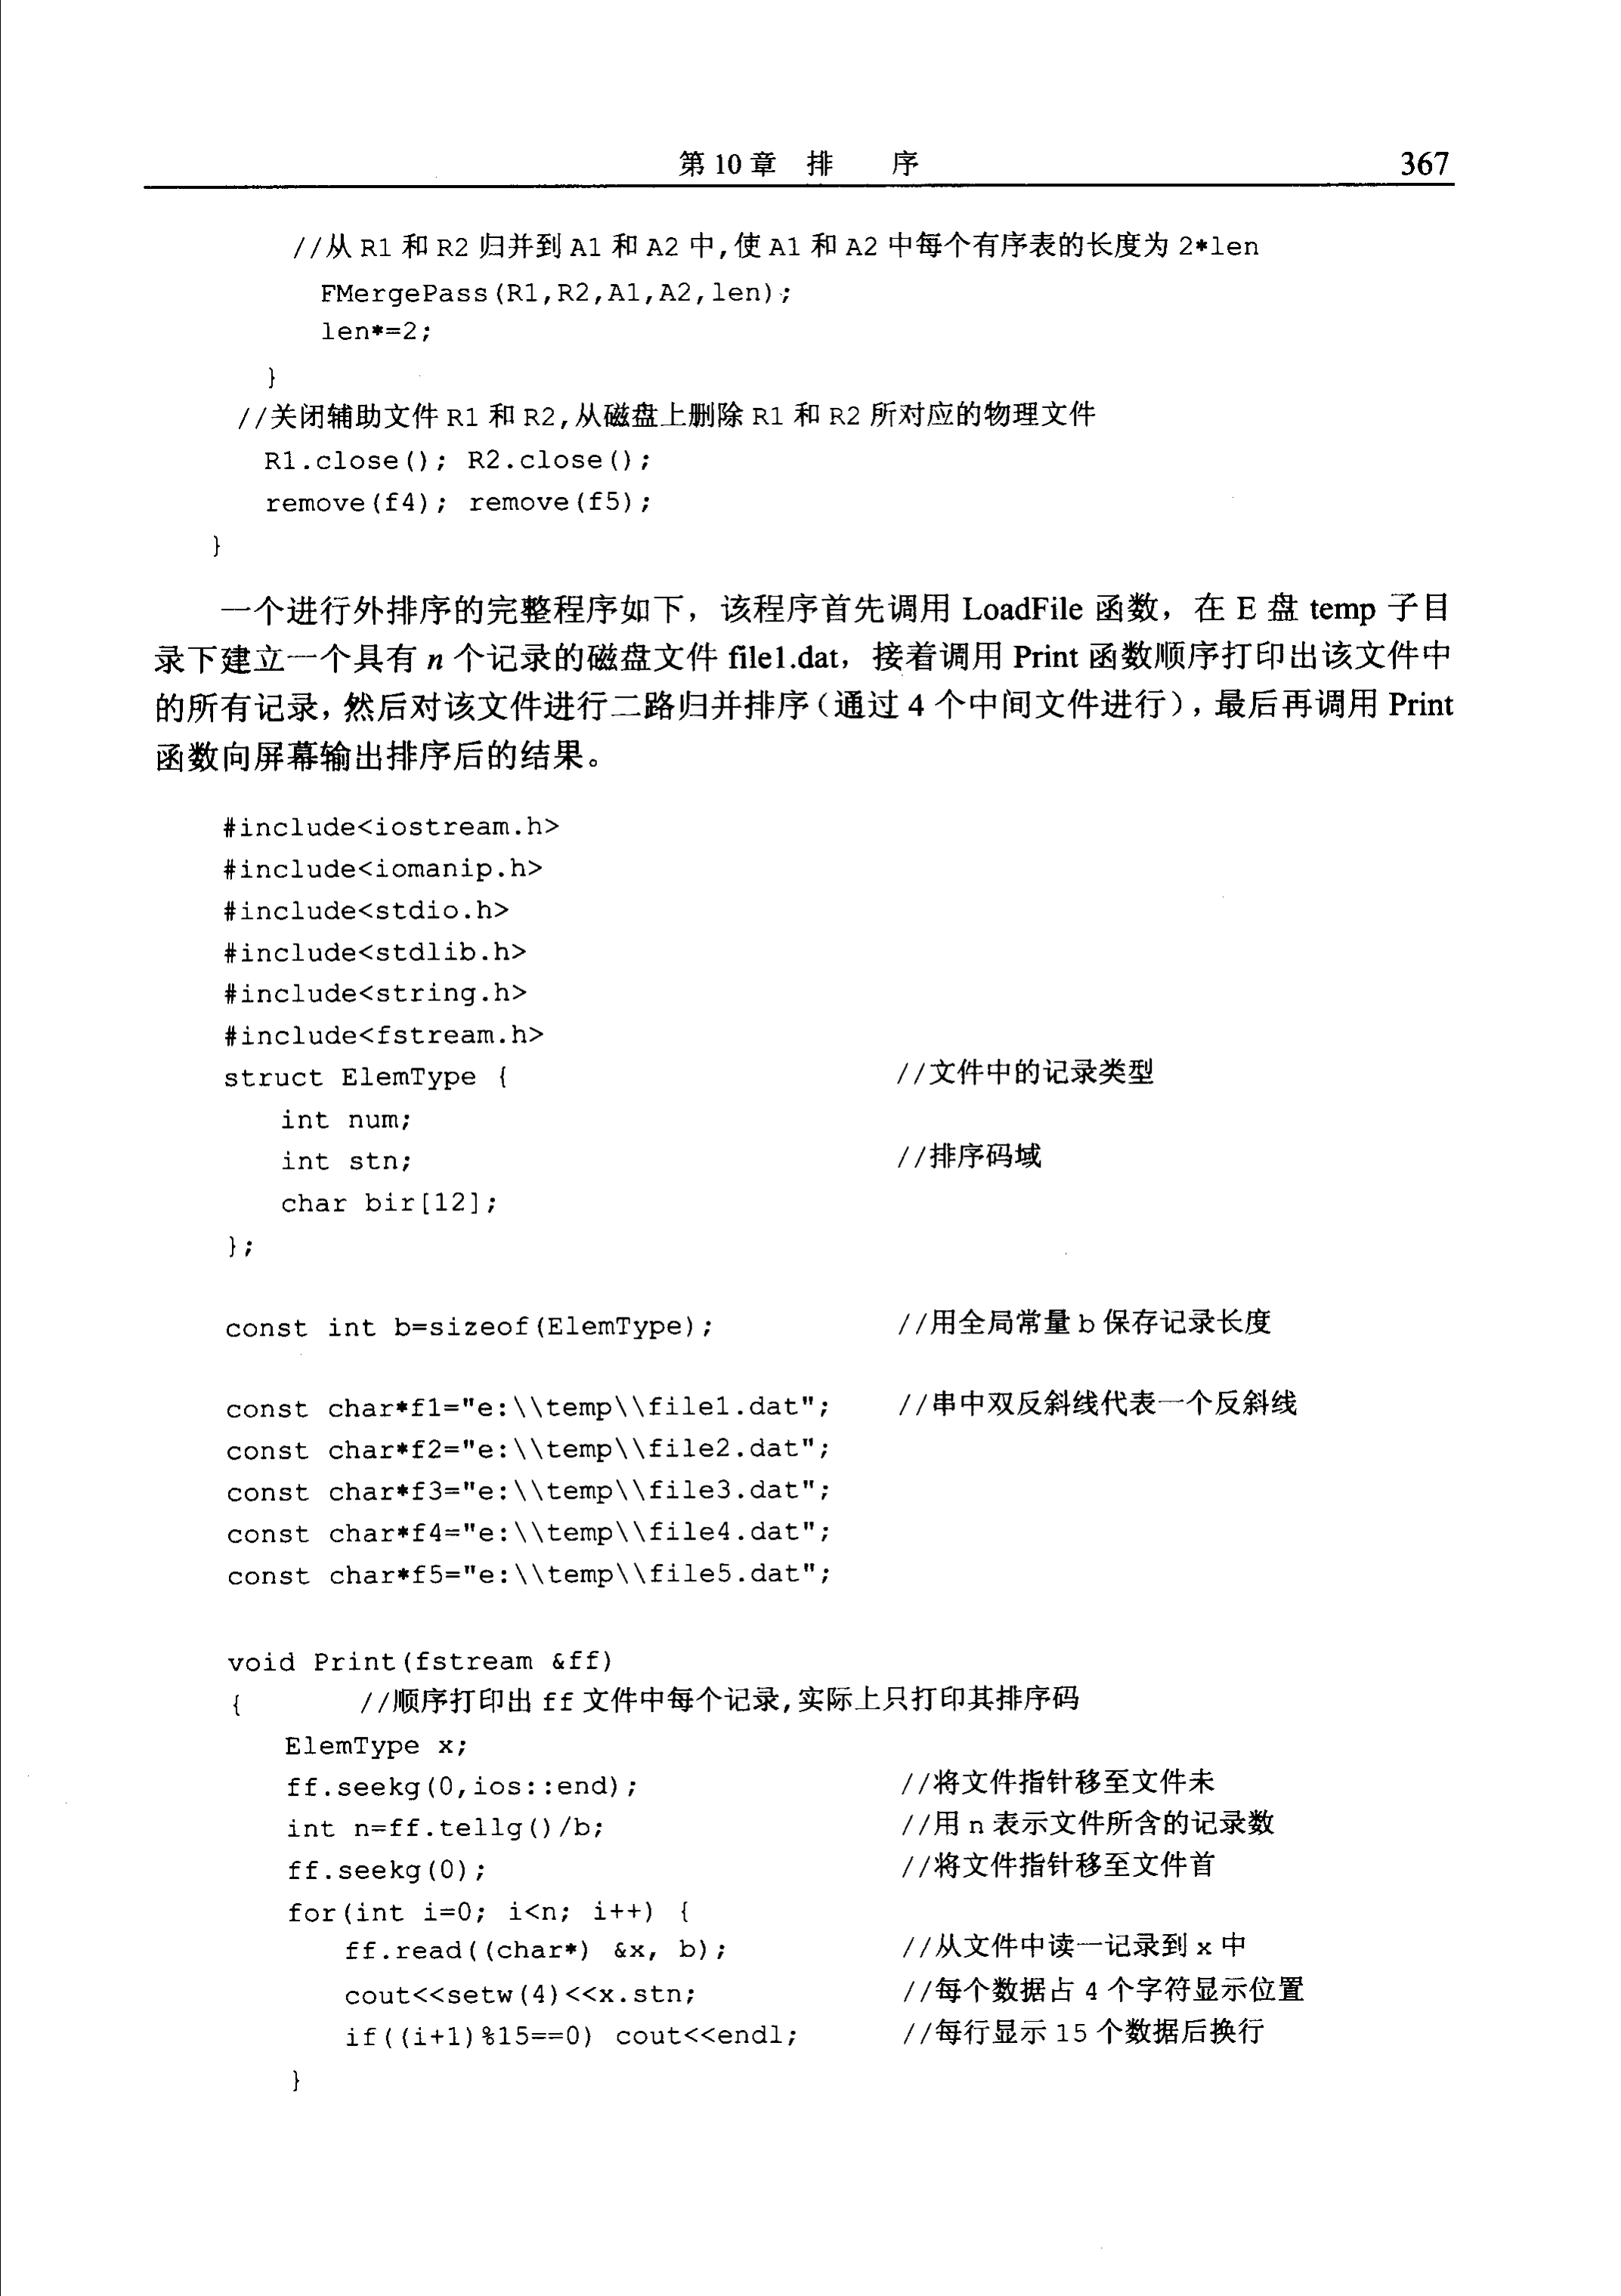 第 10 章 排 序 367
//从 R1 和 R2 归并到 A1 和 A2 中,使 A1 和 A2 中每个有序表的长度为 2*len
FMergePass(R1,R2,A1,A2,len);
len*=2;
}
//关闭辅助文件 R1 和 R2,从磁盘上删除 R1 和 R2 所对应的物理文件
R1.close(); R2.close();
remove(f4); remove(f5);
}
一个进行外排序的完整程序如下，该程序首先调用 LoadFile 函数，在 E 盘 temp 子目
录下建立一个具有 n 个记录的磁盘文件 file1.dat，接着调用 Print 函数顺序打印出该文件中
的所有记录，然后对该文件进行二路归并排序（通过 4 个中间文件进行），最后再调用 Print
函数向屏幕输出排序后的结果。
#include<iostream.h>
#include<iomanip.h>
#include<stdio.h>
#include<stdlib.h>
#include<string.h>
#include<fstream.h>
struct ElemType { //文件中的记录类型
int num;
int stn; //排序码域
char bir[12];
};
const int b=sizeof(ElemType); //用全局常量 b 保存记录长度
const char*f1="e:\\temp\\file1.dat"; //串中双反斜线代表一个反斜线
const char*f2="e:\\temp\\file2.dat";
const char*f3="e:\\temp\\file3.dat";
const char*f4="e:\\temp\\file4.dat";
const char*f5="e:\\temp\\file5.dat";
void Print(fstream &ff)
{ //顺序打印出 ff 文件中每个记录,实际上只打印其排序码
ElemType x;
ff.seekg(0,ios::end); //将文件指针移至文件未
int n=ff.tellg()/b; //用 n 表示文件所含的记录数
ff.seekg(0); //将文件指针移至文件首
for(int i=0; i<n; i++) {
ff.read((char*) &x, b); //从文件中读一记录到 x 中
cout<<setw(4)<<x.stn; //每个数据占 4 个字符显示位置
if((i+1)%15==0) cout<<endl; //每行显示 15 个数据后换行
}